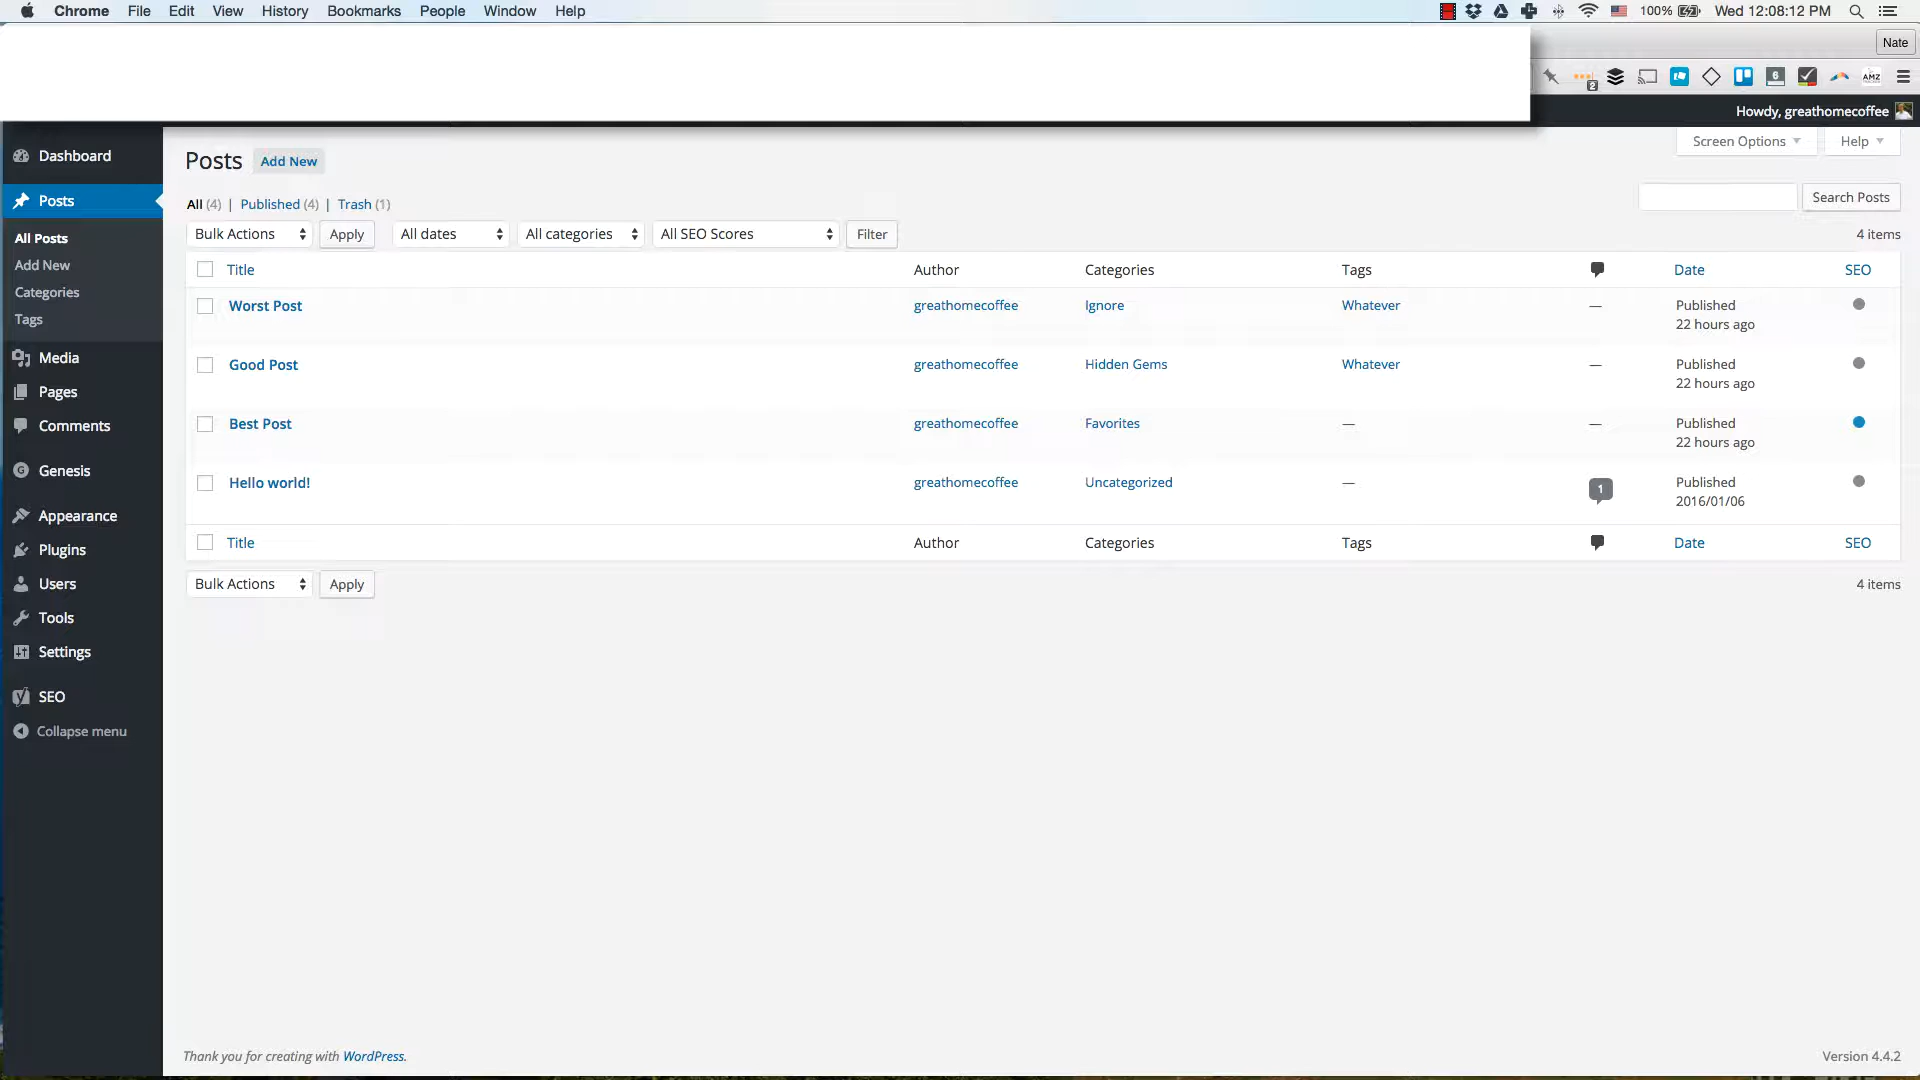 Chrome File Edit View History Bookmarks People Window Help 100% Wed 12:08:12 PM
Nate
2 6 AMZ
Howdy, greathomecoffee
Screen Options Help
Dashboard
Posts
All Posts
Add New
Categories
Tags
Media
Pages
Comments
Genesis
Appearance
Plugins
Users
Tools
Settings
SEO
Collapse menu
Posts Add New
All (4) | Published (4) | Trash (1)
Search Posts
Bulk Actions Apply All dates All categories All SEO Scores Filter 4 items
Title Author Categories Tags Date SEO
Worst Post greathomecoffee Ignore Whatever — Published
22 hours ago
Good Post greathomecoffee Hidden Gems Whatever — Published
22 hours ago
Best Post greathomecoffee Favorites — — Published
22 hours ago
Hello world! greathomecoffee Uncategorized — 1 Published
2016/01/06
Title Author Categories Tags Date SEO
Bulk Actions Apply 4 items
Thank you for creating with WordPress. Version 4.4.2